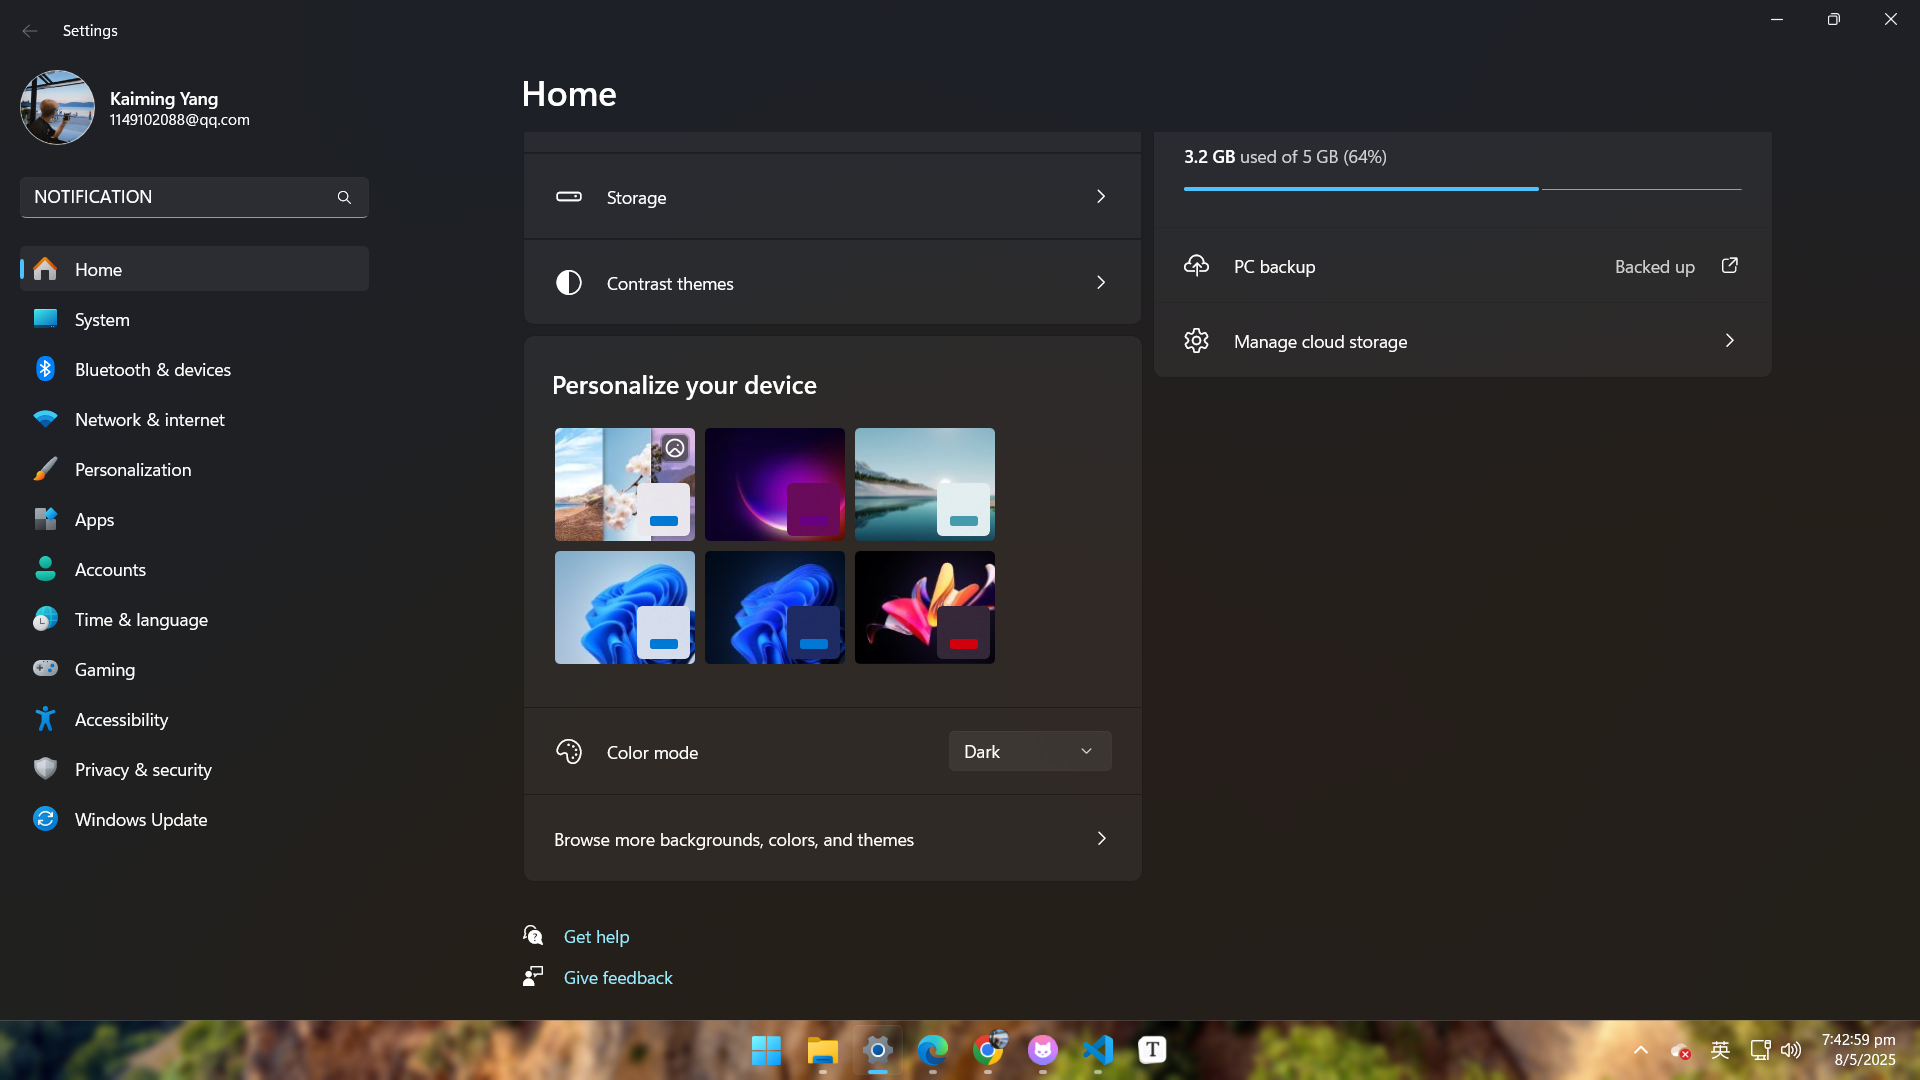 Settings
Kaiming Yang
1149102088@qq.com
NOTIFICATION
Home
System
Bluetooth & devices
Network & internet
Personalization
Apps
Accounts
Time & language
Gaming
Accessibility
Privacy & security
Windows Update
Home
Storage
Contrast themes
Personalize your device
Color mode
Dark
Browse more backgrounds, colors, and themes
Get help
Give feedback
3.2 GB used of 5 GB (64%)
PC backup
Backed up
Manage cloud storage
T
英
7:42:59 pm
8/5/2025